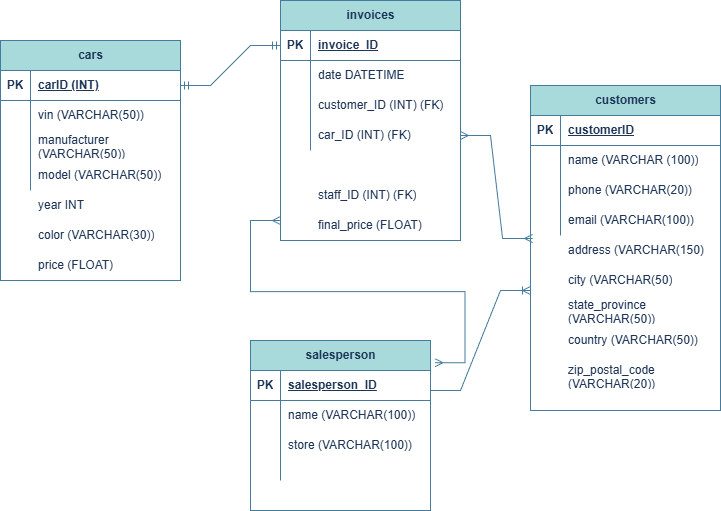 cars
PK carID (INT)
vin (VARCHAR(50))
manufacturer
(VARCHAR(50))
model (VARCHAR(50))
year INT
color (VARCHAR(30))
price (FLOAT)
invoices
PK invoice_ID
date DATETIME
customer_ID (INT) (FK)
car_ID (INT) (FK)
staff_ID (INT) (FK)
final_price (FLOAT)
customers
PK customerID
name (VARCHAR (100))
phone (VARCHAR(20))
email (VARCHAR(100))
address (VARCHAR(150)
city (VARCHAR(50)
state_province
(VARCHAR(50))
country (VARCHAR(50))
zip_postal_code
(VARCHAR(20))
salesperson
PK salesperson_ID
name (VARCHAR(100))
store (VARCHAR(100))